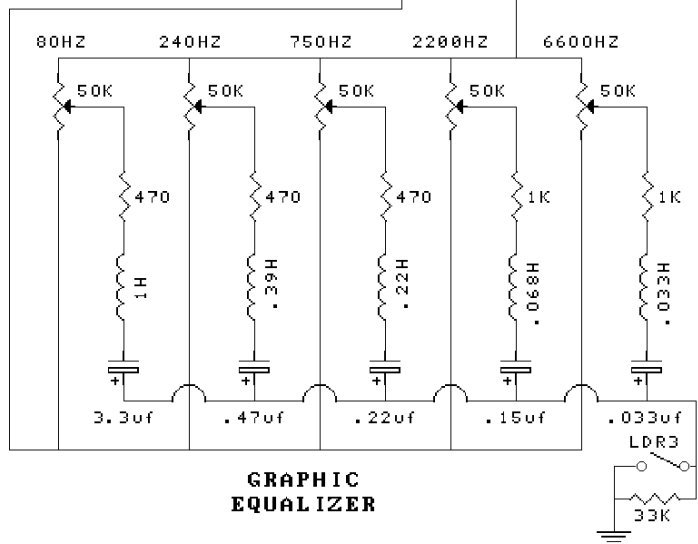 80HZ 240HZ 750HZ 2200HZ 6600HZ
50K 50K 50K 50K 50K
470 470 470 1K 1K
1H .39H .22H .068H .033H
+ + + + +
3.3uf .47uf .22uf .15uf .033uf
LDR3
GRAPHIC
EQUALIZER
33K